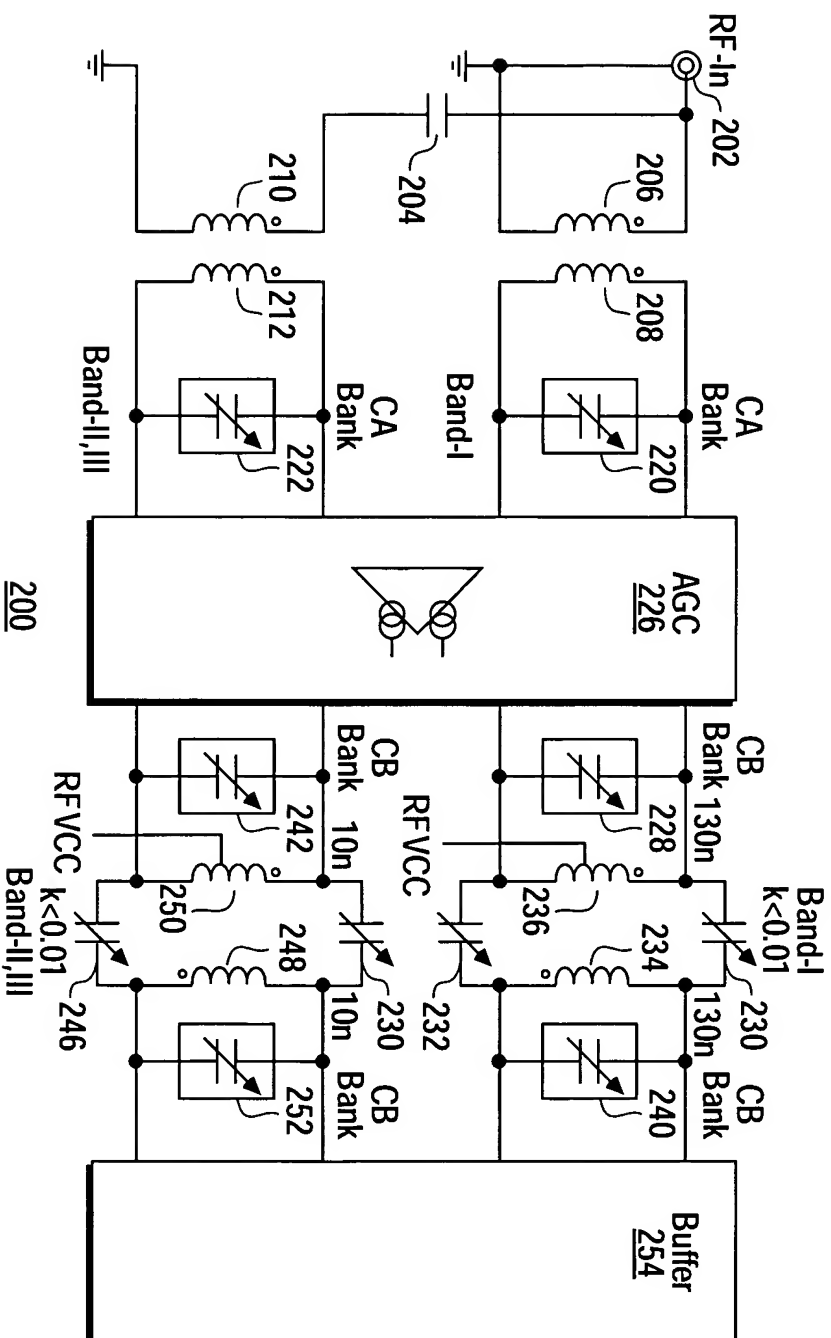 RF-In
202
204
206
208
210
212
CA
Bank
220
Band-I
CA
Bank
222
Band-II,III
AGC
226
200
CB
Bank
228
130n
Band-I
k<0.01
230
236
234
RFVCC
232
130n
CB
Bank
240
CB
Bank
242
10n
230
250
248
RFVCC
k<0.01
Band-II,III
246
10n
CB
Bank
252
Buffer
254